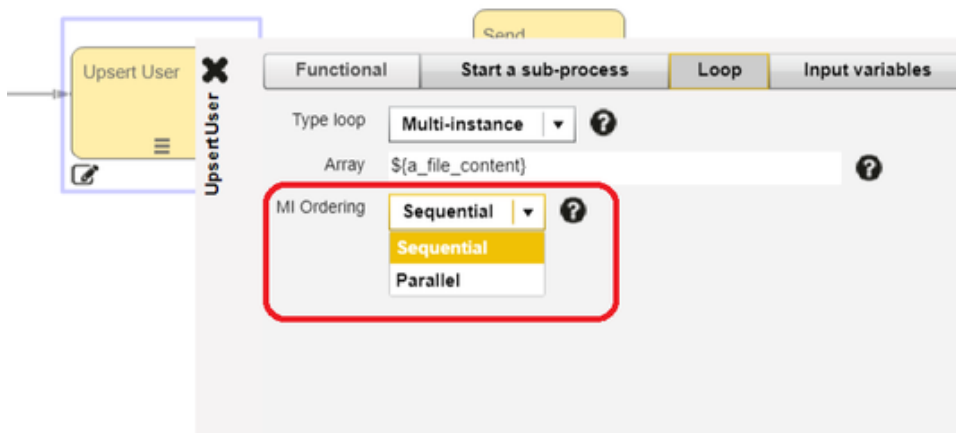 Send
Upsert User
UpsertUser
Functional Start a sub-process Loop Input variables
Type loop Multi-instance
Array ${a_file_content}
MI Ordering Sequential
Sequential
Parallel